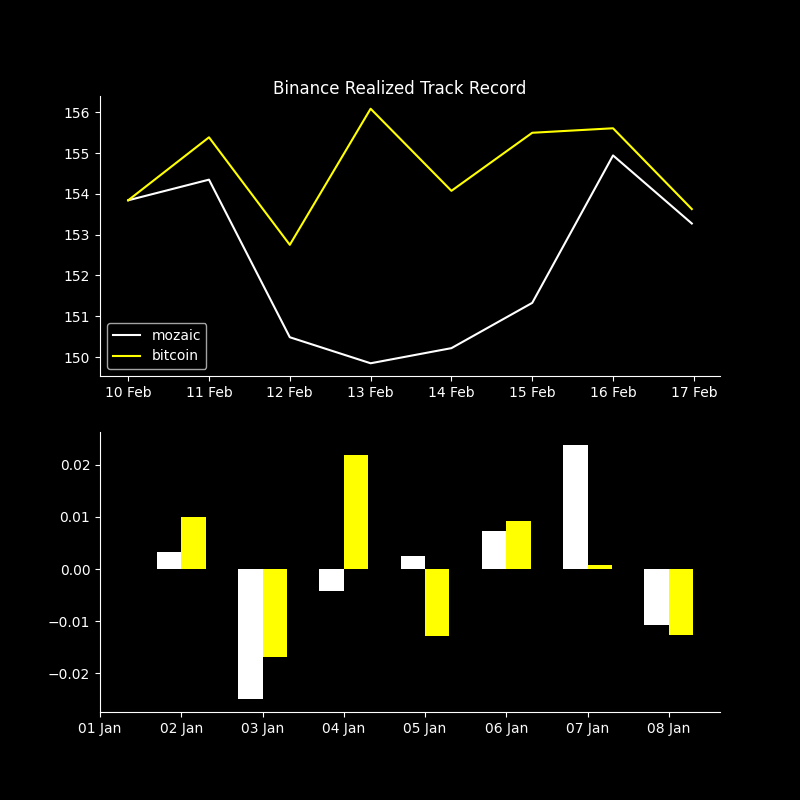 Binance Realized Track Record
156
155
154
153
152
151
150
mozaic
bitcoin
10 Feb 11 Feb 12 Feb 13 Feb 14 Feb 15 Feb 16 Feb 17 Feb
0.02
0.01
0.00
−0.01
−0.02
01 Jan 02 Jan 03 Jan 04 Jan 05 Jan 06 Jan 07 Jan 08 Jan